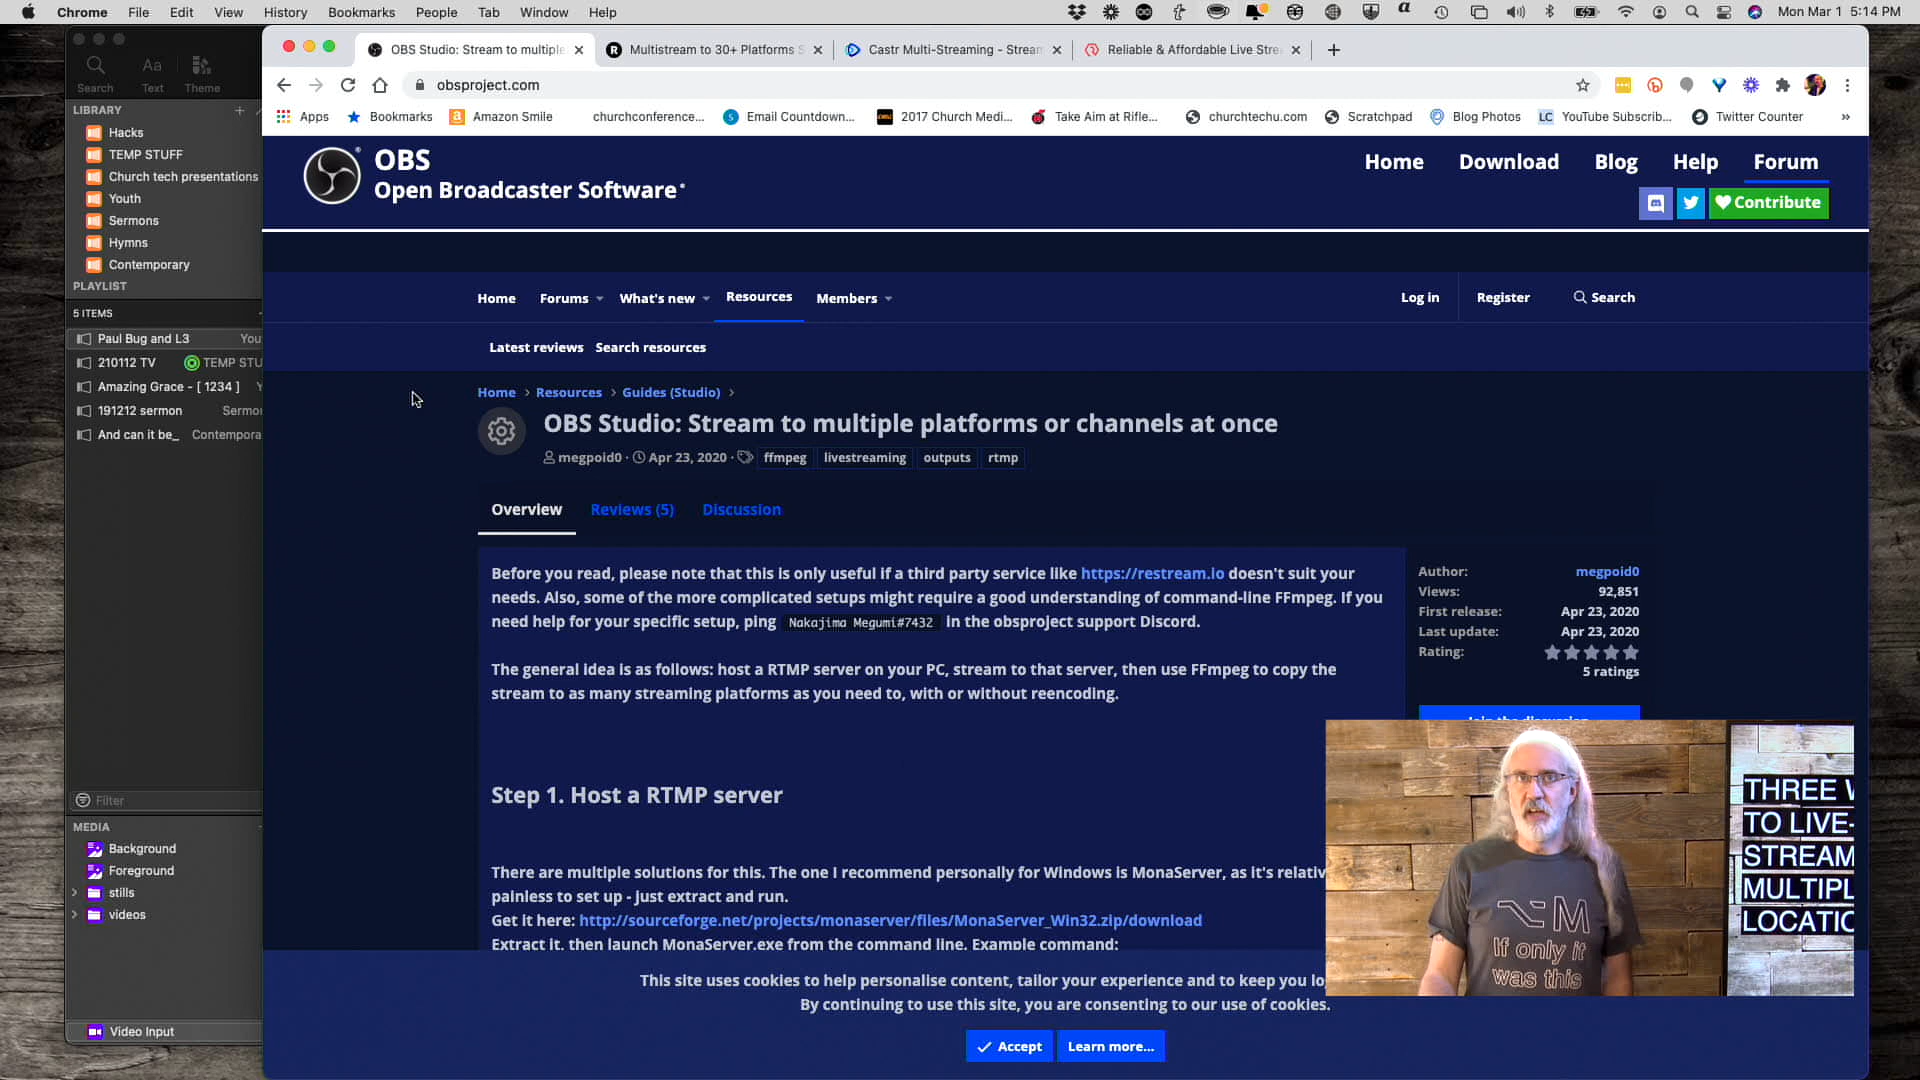 Chrome File Edit View History Bookmarks People Tab Window Help Mon Mar 1 5:14 PM
OBS Studio: Stream to multiple Multistream to 30+ Platforms S Castr Multi-Streaming - Stream Reliable & Affordable Live Stre
obsproject.com
Apps Bookmarks Amazon Smile churchconference... Email Countdown... 2017 Church Medi... Take Aim at Rifle... churchtechu.com Scratchpad Blog Photos YouTube Subscrib... Twitter Counter
Search Text Theme
LIBRARY
Hacks
TEMP STUFF
Church tech presentations
Youth
Sermons
Hymns
Contemporary
PLAYLIST
5 ITEMS
Paul Bug and L3 You
210112 TV TEMP STU
Amazing Grace - [ 1234 ] Y
191212 sermon Sermo
And can it be_ Contempora
Filter
MEDIA
Background
Foreground
stills
videos
Video Input
OBS
Open Broadcaster Software
Home Download Blog Help Forum
Contribute
Home Forums What's new Resources Members Log in Register Search
Latest reviews Search resources
Home › Resources › Guides (Studio) ›
OBS Studio: Stream to multiple platforms or channels at once
megpoid0 · Apr 23, 2020 · ffmpeg livestreaming outputs rtmp
Overview Reviews (5) Discussion
Before you read, please note that this is only useful if a third party service like https://restream.io doesn't suit your
needs. Also, some of the more complicated setups might require a good understanding of command-line FFmpeg. If you
need help for your specific setup, ping Nakajima Megumi#7432 in the obsproject support Discord.
The general idea is as follows: host a RTMP server on your PC, stream to that server, then use FFmpeg to copy the
stream to as many streaming platforms as you need to, with or without reencoding.
Step 1. Host a RTMP server
There are multiple solutions for this. The one I recommend personally for Windows is MonaServer, as it's relativ
painless to set up - just extract and run.
Get it here: http://sourceforge.net/projects/monaserver/files/MonaServer_Win32.zip/download
Extract it, then launch MonaServer.exe from the command line. Example command:
Author: megpoid0
Views: 92,851
First release: Apr 23, 2020
Last update: Apr 23, 2020
Rating:
5 ratings
Join the discussion
THREE W
TO LIVE-
STREAM
MULTIPL
LOCATIO
⌥M
If only it
was this
This site uses cookies to help personalise content, tailor your experience and to keep you lo
By continuing to use this site, you are consenting to our use of cookies.
Accept Learn more...